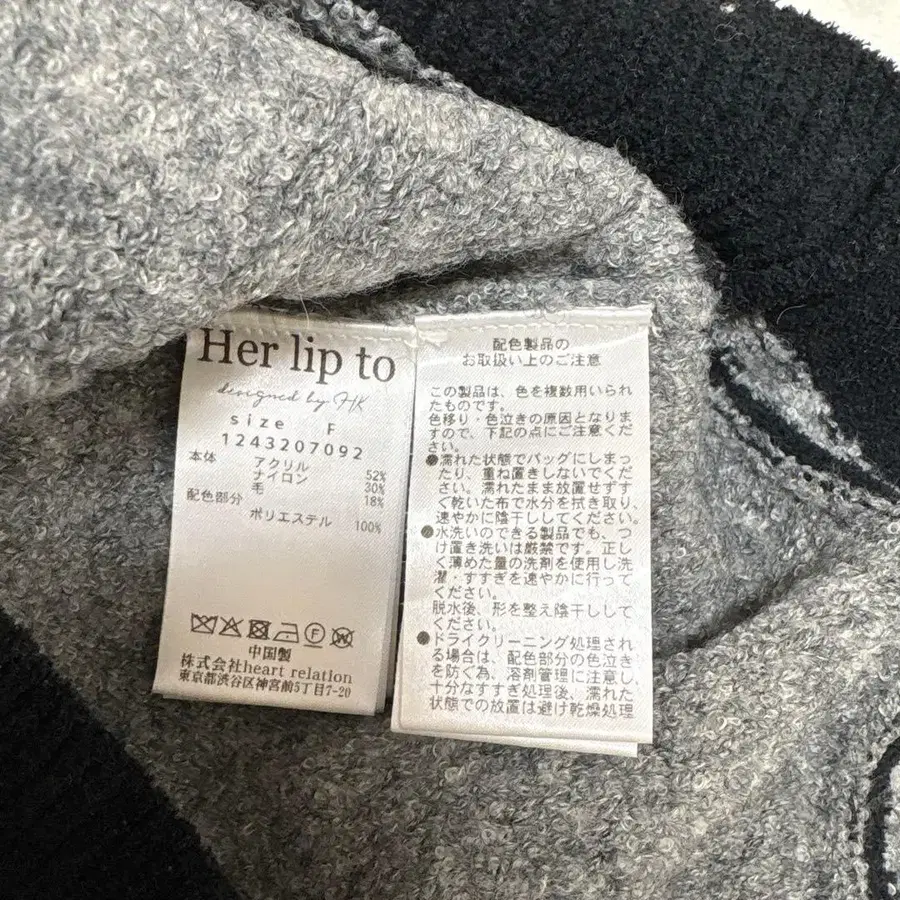 Her lip to
designed by HK
size F
1243207092
本体 アクリル 52%
ナイロン 30%
毛 18%
配色部分
ポリエステル 100%
中国製
株式会社heart relation
東京都渋谷区神宮前5丁目7-20
配色製品の
お取扱い上のご注意
この製品は、色を複数用いられ
たものです。
色移り・色泣きの原因となりま
すので、下記の点にご注意くだ
さい。
●濡れた状態でバッグにしまっ
たり、重ね置きしないでくだ
さい。濡れたまま放置せずす
ぐ乾いた布で水分を拭き取り、
速やかに陰干ししてください。
●水洗いのできる製品でも、つ
け置き洗いは厳禁です。正し
く薄めた量の洗剤を使用し洗
濯・すすぎを速やかに行って
ください。
脱水後、形を整え陰干しして
ください。
●ドライクリーニング処理され
る場合は、配色部分の色泣き
を防ぐ為、溶剤管理に注意し、
十分なすすぎ処理後、濡れた
状態での放置は避け乾燥処理